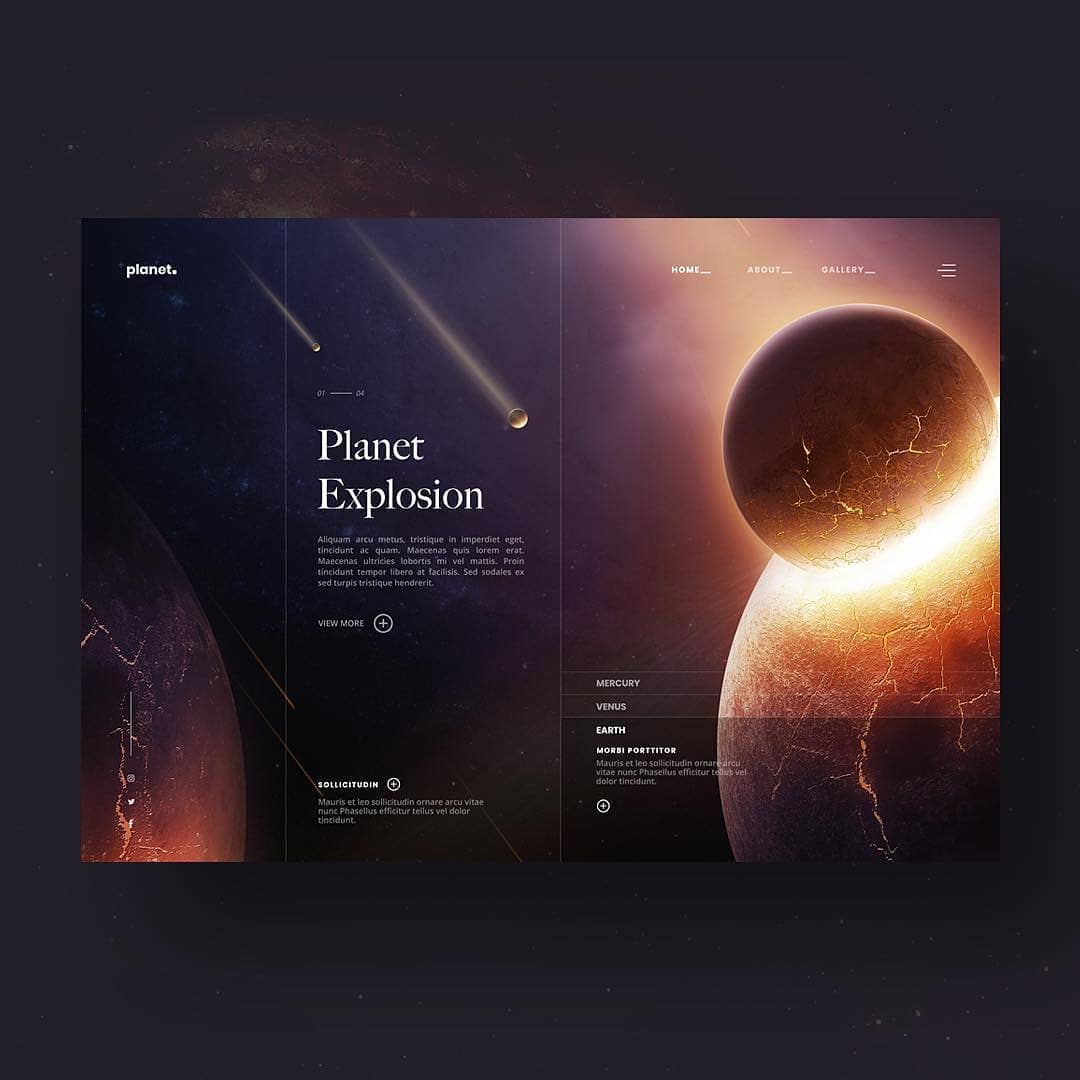 planet.
HOME__ ABOUT__ GALLERY__
01 04
Planet
Explosion
Aliquam arcu metus, tristique in imperdiet eget,
tincidunt ac quam. Maecenas quis lorem erat.
Maecenas ultricies lobortis mi vel mattis. Proin
tincidunt tempor libero at facilisis. Sed sodales ex
sed turpis tristique hendrerit.
VIEW MORE
SOLLICITUDIN
Mauris et leo sollicitudin ornare arcu vitae
nunc Phasellus efficitur tellus vel dolor
tincidunt.
MERCURY
VENUS
EARTH
MORBI PORTTITOR
Mauris et leo sollicitudin ornare arcu
vitae nunc Phasellus efficitur tellus vel
dolor tincidunt.